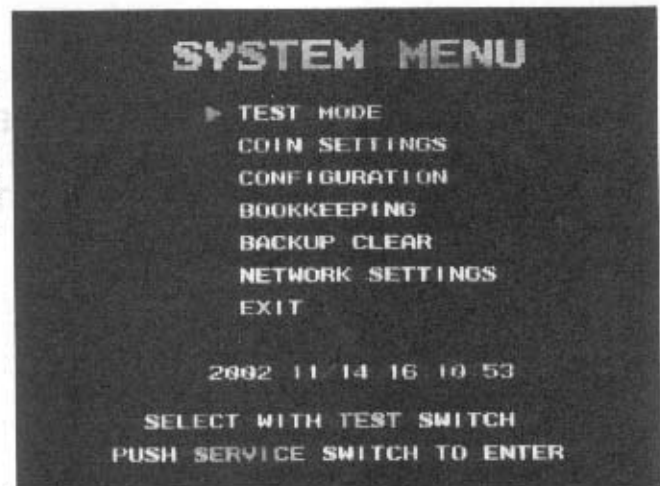 SYSTEM MENU
▶ TEST MODE
COIN SETTINGS
CONFIGURATION
BOOKKEEPING
BACKUP CLEAR
NETWORK SETTINGS
EXIT
2002 11/14 16 10 53
SELECT WITH TEST SWITCH
PUSH SERVICE SWITCH TO ENTER